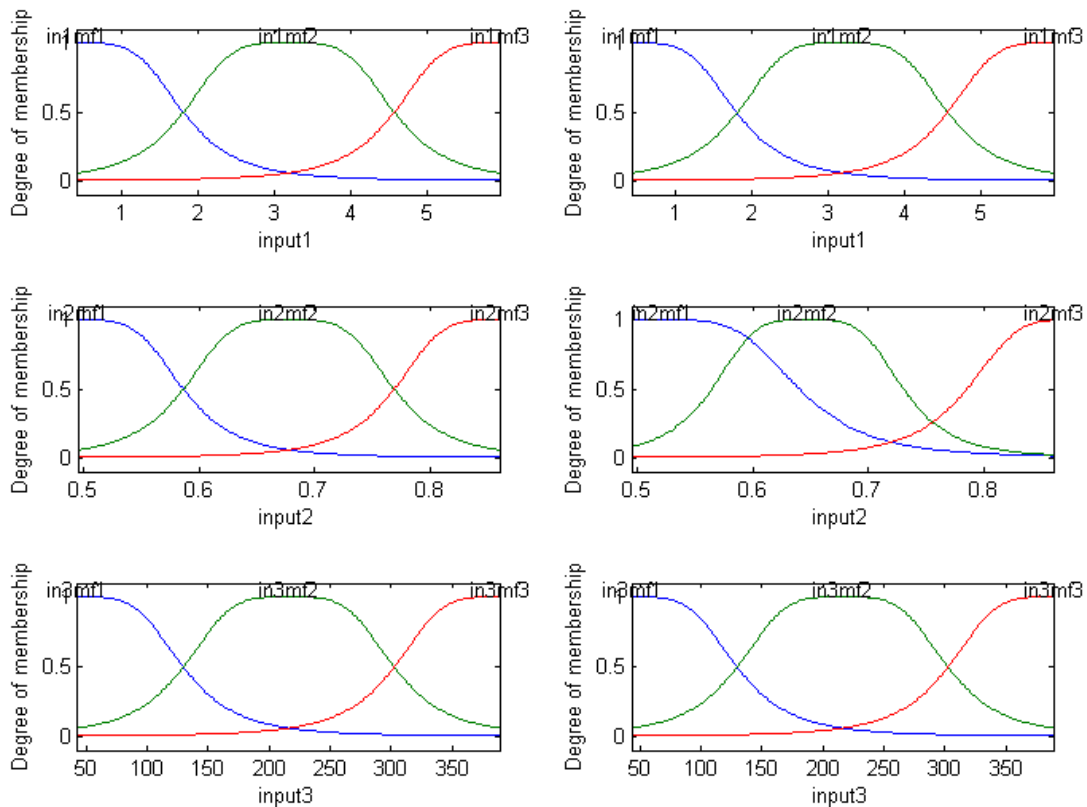 in1mf1 in1mf2 in1mf3
Degree of membership
1
0.5
0
1 2 3 4 5
input1
in1mf1 in1mf2 in1mf3
Degree of membership
1
0.5
0
1 2 3 4 5
input1
in2mf1 in2mf2 in2mf3
Degree of membership
1
0.5
0
0.5 0.6 0.7 0.8
input2
in2mf1 in2mf2 in2mf3
Degree of membership
1
0.5
0
0.5 0.6 0.7 0.8
input2
in3mf1 in3mf2 in3mf3
Degree of membership
1
0.5
0
50 100 150 200 250 300 350
input3
in3mf1 in3mf2 in3mf3
Degree of membership
1
0.5
0
50 100 150 200 250 300 350
input3